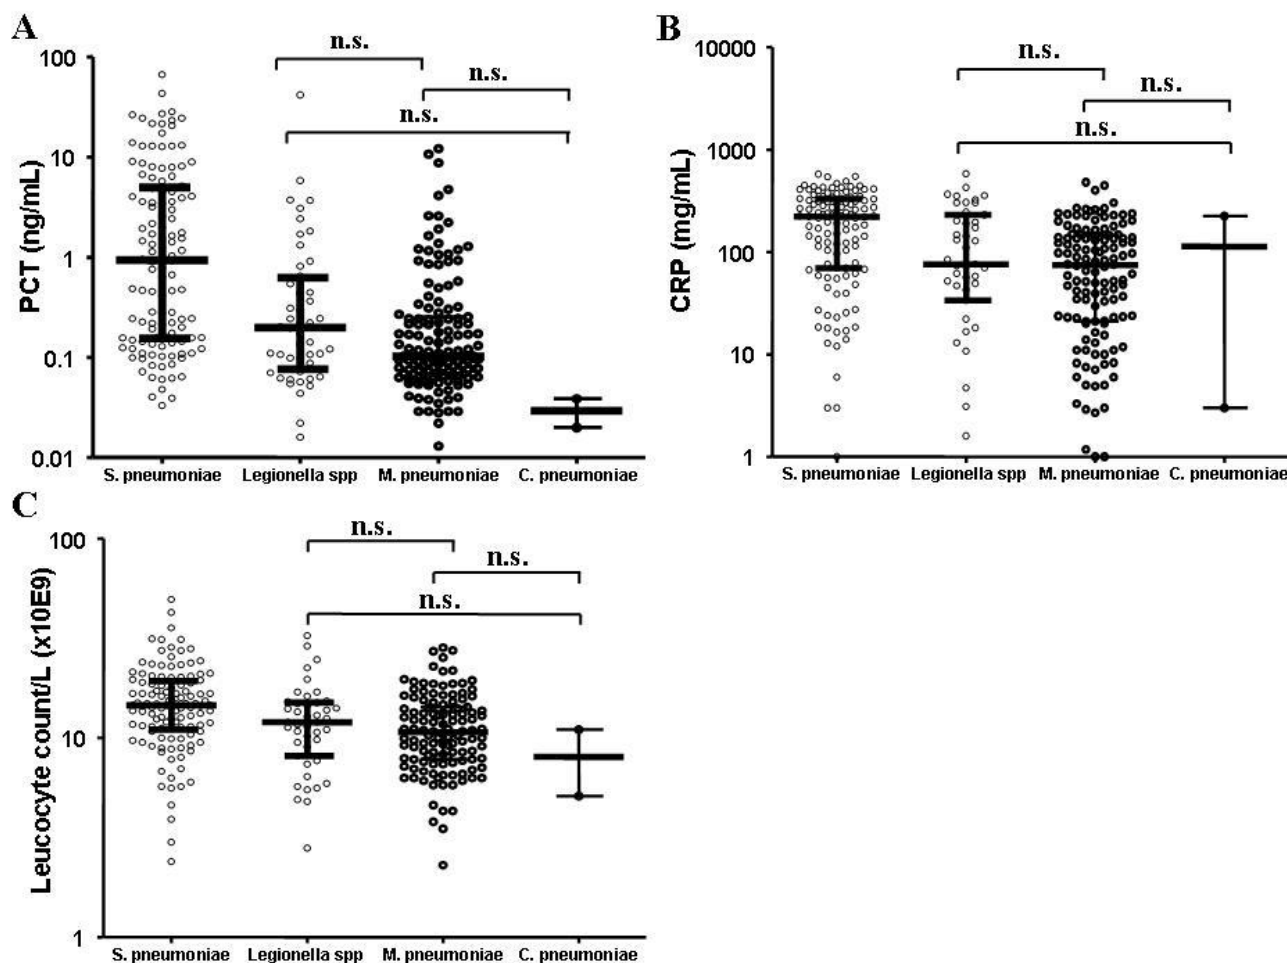 A
n.s.
n.s.
n.s.
PCT (ng/mL)
100
10
1
0.1
0.01
S. pneumoniae Legionella spp M. pneumoniae C. pneumoniae
B
n.s.
n.s.
n.s.
CRP (mg/mL)
10000
1000
100
10
1
S. pneumoniae Legionella spp M. pneumoniae C. pneumoniae
C
n.s.
n.s.
n.s.
Leucocyte count/L (x10E9)
100
10
1
S. pneumoniae Legionella spp M. pneumoniae C. pneumoniae